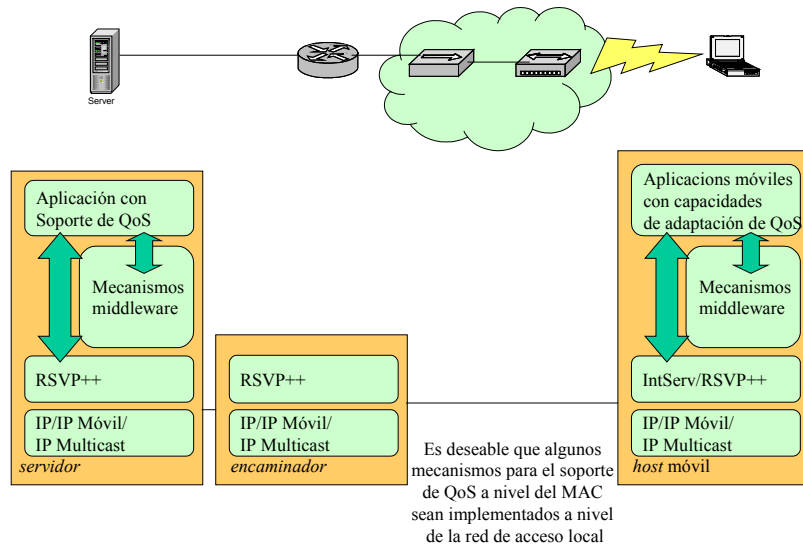 Server
Aplicación con
Soporte de QoS
Mecanismos
middleware
RSVP++
IP/IP Móvil/
IP Multicast
servidor
RSVP++
IP/IP Móvil/
IP Multicast
encaminador
Es deseable que algunos
mecanismos para el soporte
de QoS a nivel del MAC
sean implementados a nivel
de la red de acceso local
Aplicacions móviles
con capacidades
de adaptación de QoS
Mecanismos
middleware
IntServ/RSVP++
IP/IP Móvil/
IP Multicast
host móvil